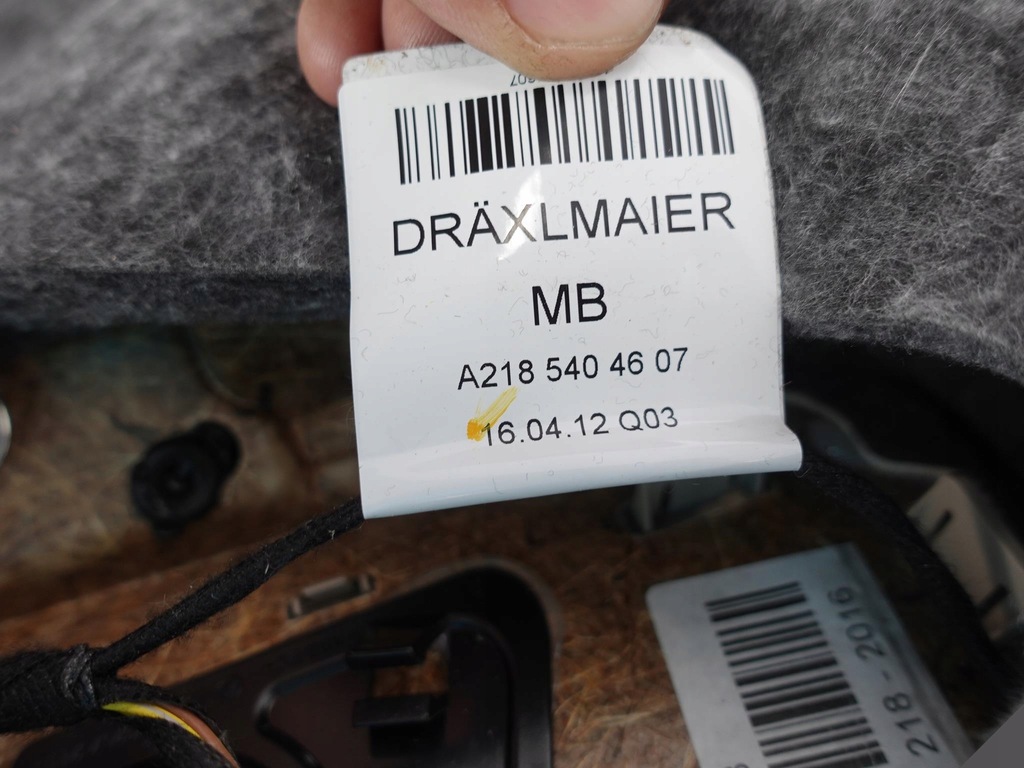 DRÄXLMAIER
MB
A218 540 46 07
16.04.12 Q03
218 - 2016